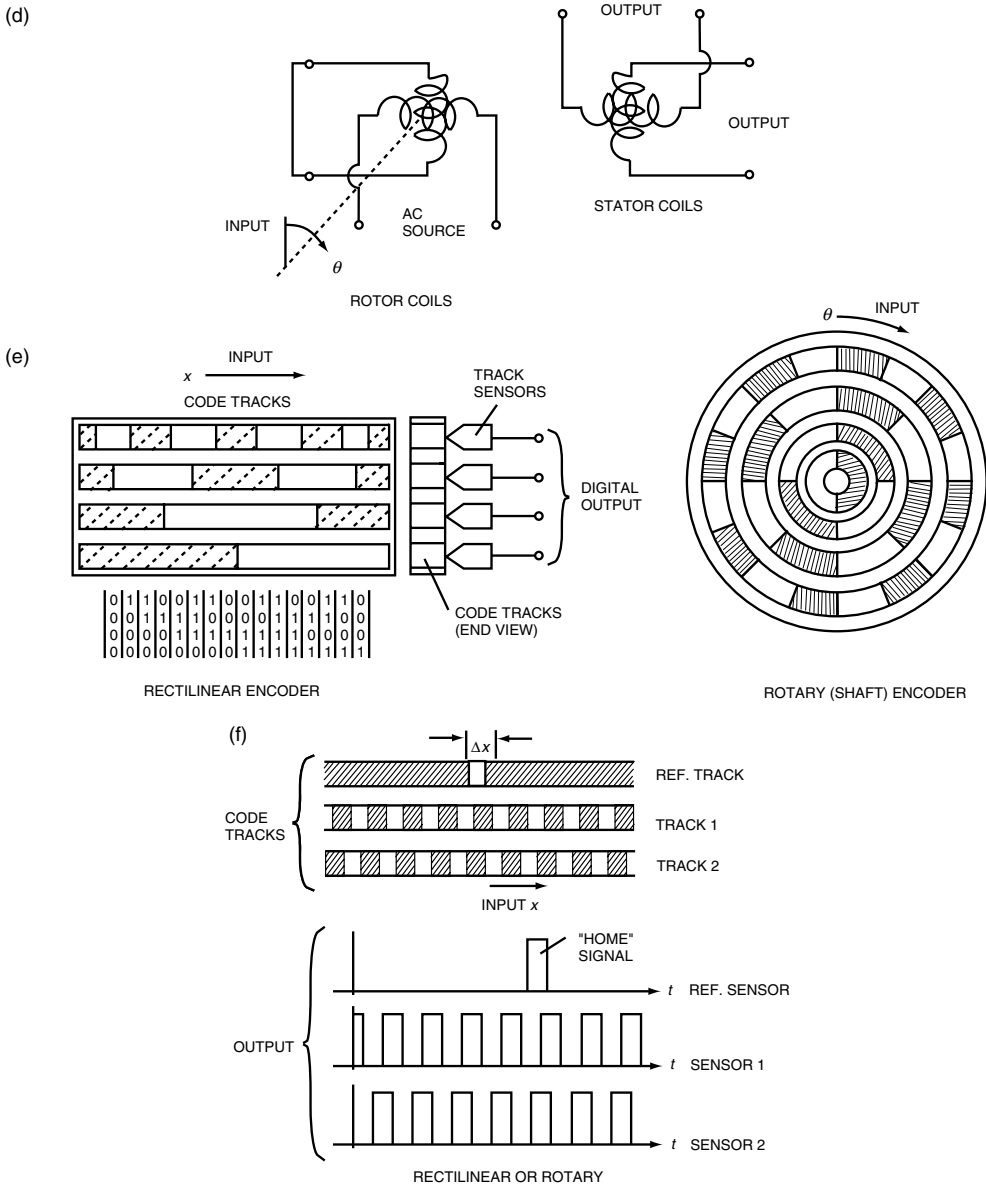 (d)
OUTPUT
OUTPUT
STATOR COILS
INPUT
AC
SOURCE
θ
ROTOR COILS
(e)
INPUT
x
CODE TRACKS
TRACK
SENSORS
DIGITAL
OUTPUT
CODE TRACKS
(END VIEW)
0 1 1 0 0 1 1 0 0 1 1 0 0 1 1 0
0 0 1 1 1 1 0 0 0 0 1 1 1 1 0 0
0 0 0 0 1 1 1 1 1 1 1 1 0 0 0 0
0 0 0 0 0 0 0 0 1 1 1 1 1 1 1 1
RECTILINEAR ENCODER
θ INPUT
ROTARY (SHAFT) ENCODER
(f)
Δx
REF. TRACK
CODE
TRACKS
TRACK 1
TRACK 2
INPUT x
"HOME"
SIGNAL
t REF. SENSOR
OUTPUT
t SENSOR 1
t SENSOR 2
RECTILINEAR OR ROTARY